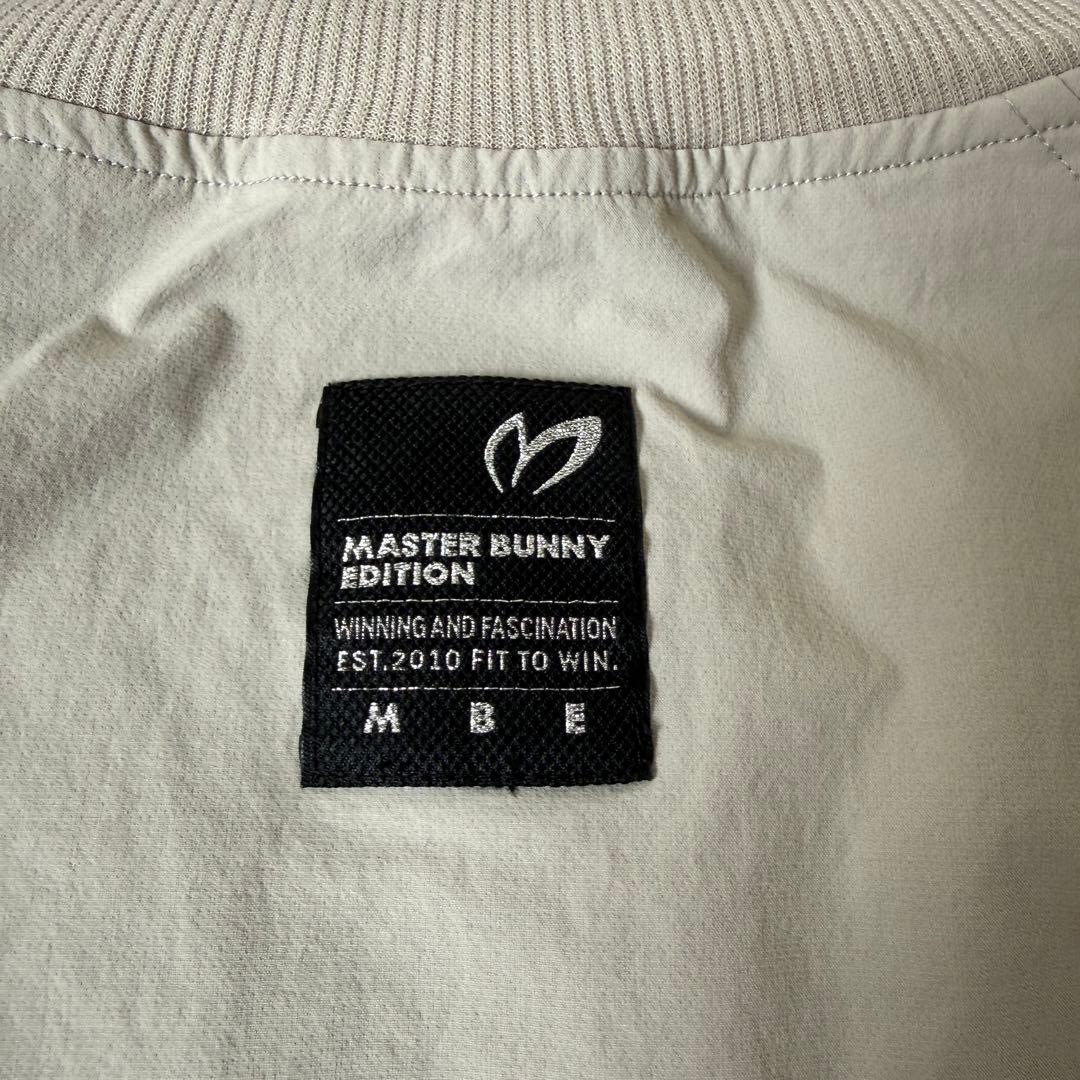 MASTER BUNNY
EDITION
WINNING AND FASCINATION
EST.2010 FIT TO WIN.
M B E